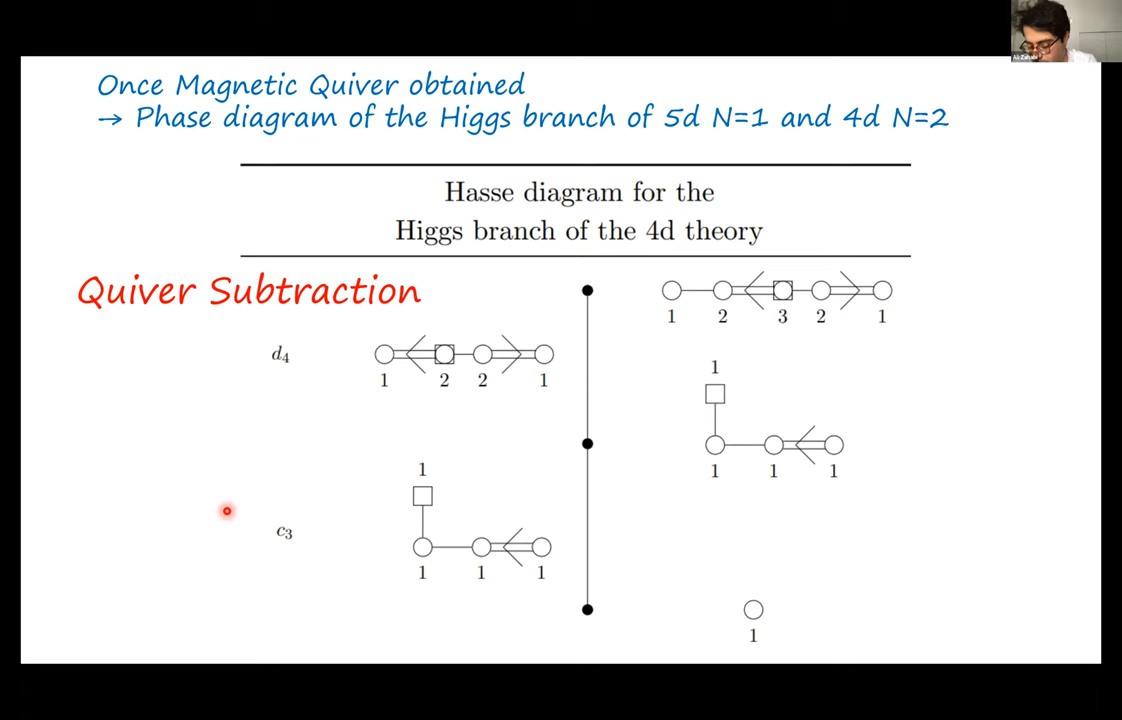 Once Magnetic Quiver obtained
→ Phase diagram of the Higgs branch of 5d N=1 and 4d N=2
Hasse diagram for the
Higgs branch of the 4d theory
Quiver Subtraction
1 2 3 2 1
d4
1 2 2 1
1
1 1 1
1
c3
1 1 1
1
Ali Zahabi